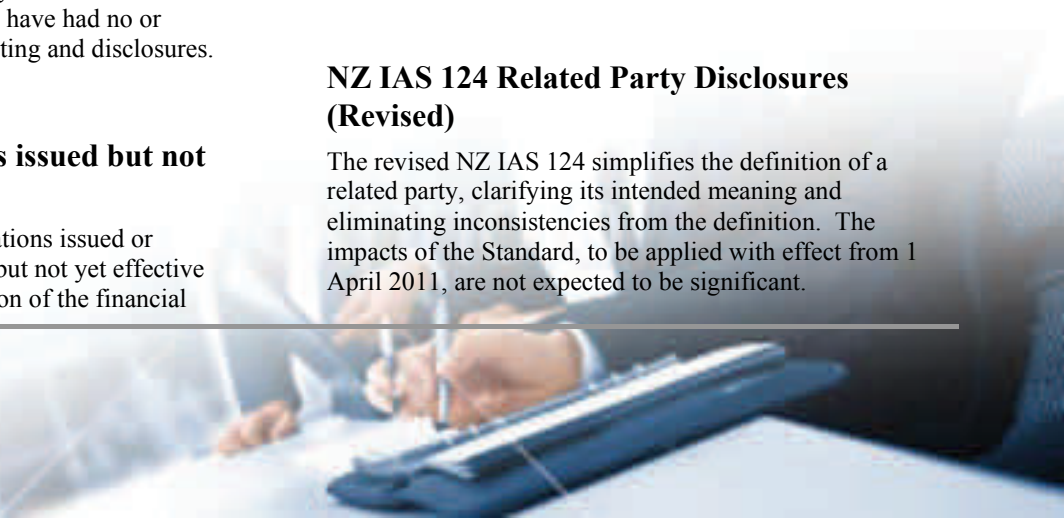 have had no or
ting and disclosures.
s issued but not
ations issued or
but not yet effective
on of the financial
NZ IAS 124 Related Party Disclosures
(Revised)
The revised NZ IAS 124 simplifies the definition of a
related party, clarifying its intended meaning and
eliminating inconsistencies from the definition.  The
impacts of the Standard, to be applied with effect from 1
April 2011, are not expected to be significant.